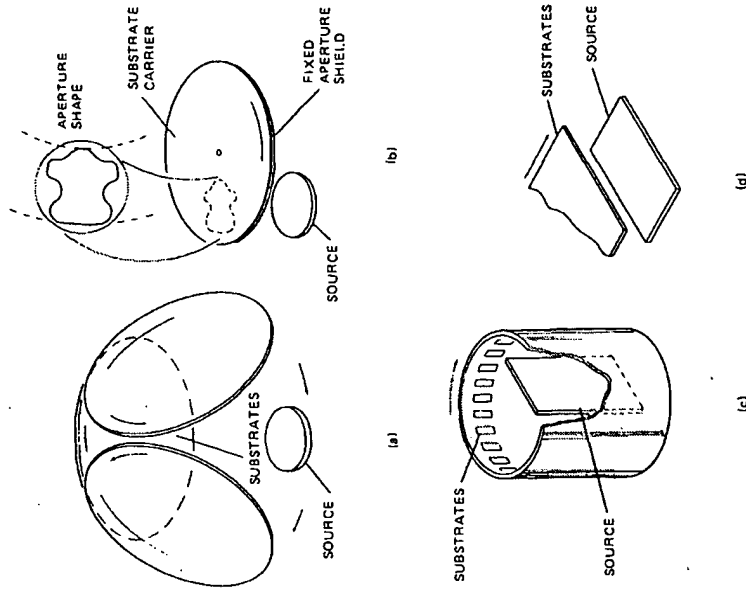 SUBSTRATES
SOURCE
(a)
APERTURE
SHAPE
SUBSTRATE
CARRIER
FIXED
APERTURE
SHIELD
SOURCE
(b)
SUBSTRATES
SOURCE
(c)
SUBSTRATES
SOURCE
(d)